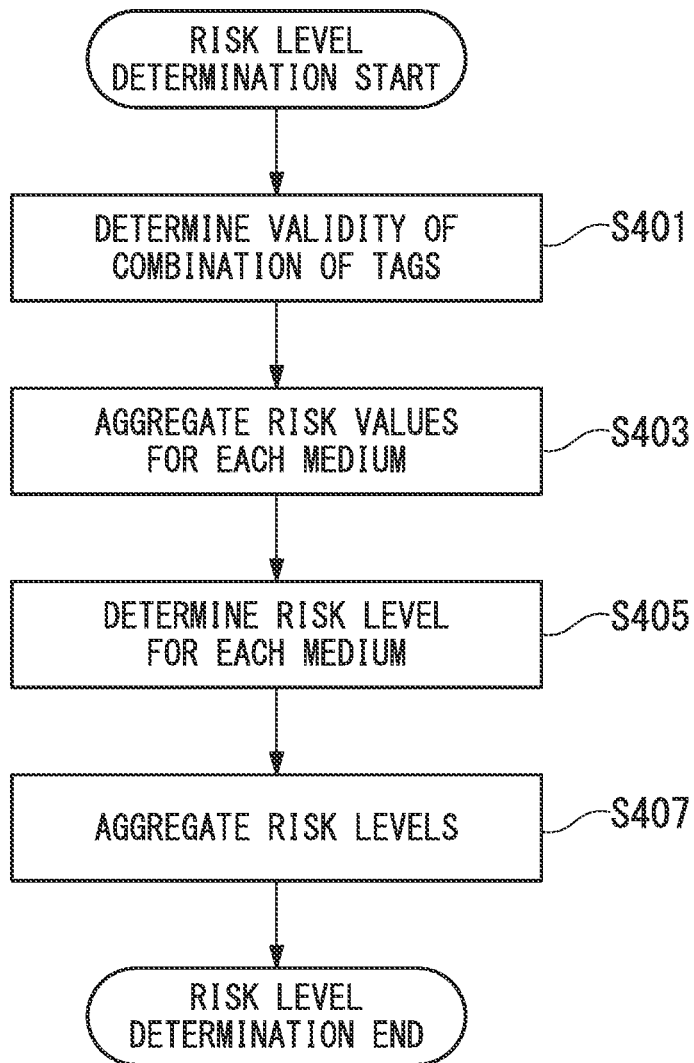 RISK LEVEL
DETERMINATION START
DETERMINE VALIDITY OF
COMBINATION OF TAGS
S401
AGGREGATE RISK VALUES
FOR EACH MEDIUM
S403
DETERMINE RISK LEVEL
FOR EACH MEDIUM
S405
AGGREGATE RISK LEVELS
S407
RISK LEVEL
DETERMINATION END